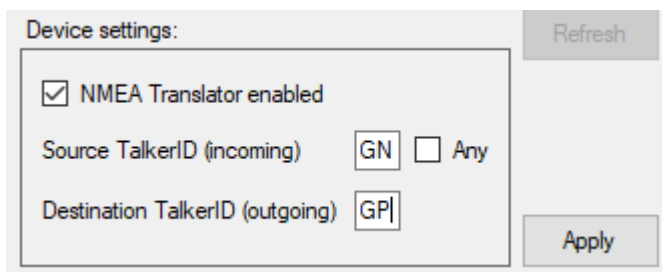 Device settings:
Refresh
NMEA Translator enabled
Source TalkerID (incoming) GN Any
Destination TalkerID (outgoing) GP
Apply